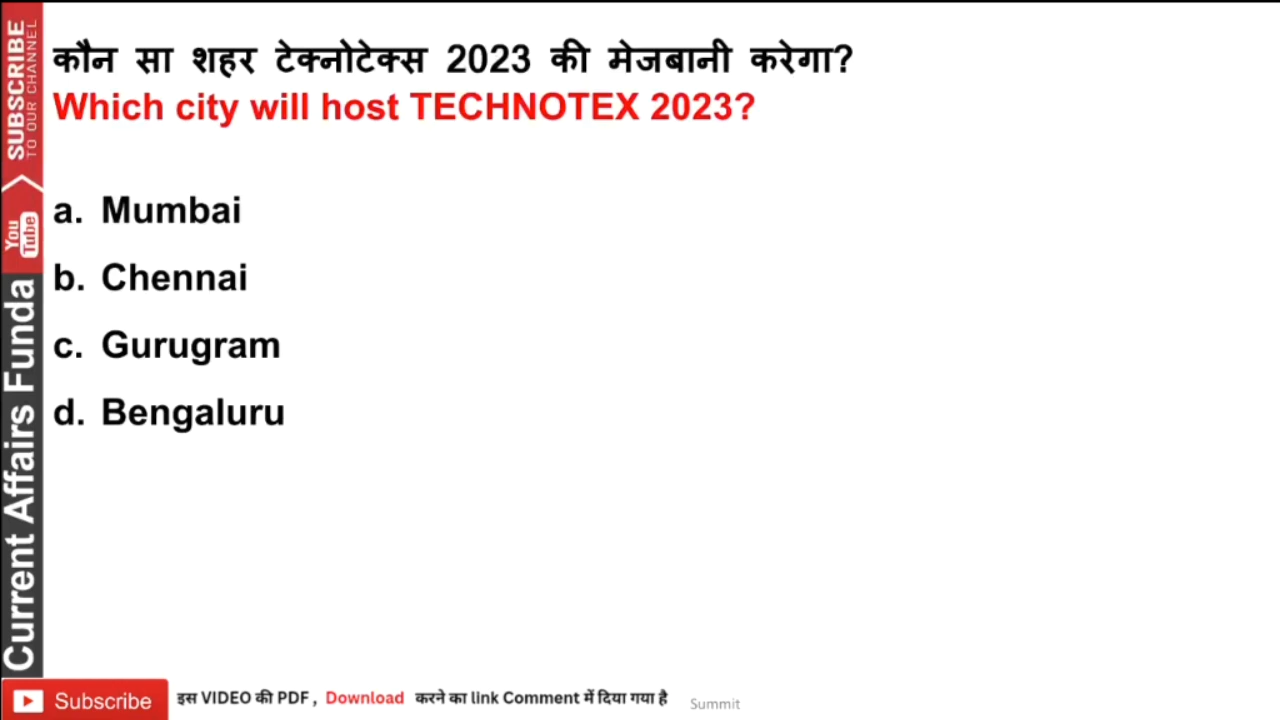 कौन सा शहर टेक्नोटेक्स 2023 की मेजबानी करेगा?
Which city will host TECHNOTEX 2023?
a. Mumbai
b. Chennai
c. Gurugram
d. Bengaluru
SUBSCRIBE
TO OUR CHANNEL
You
Tube
Current Affairs Funda
Subscribe
इस VIDEO की PDF , Download करने का link Comment में दिया गया है
Summit